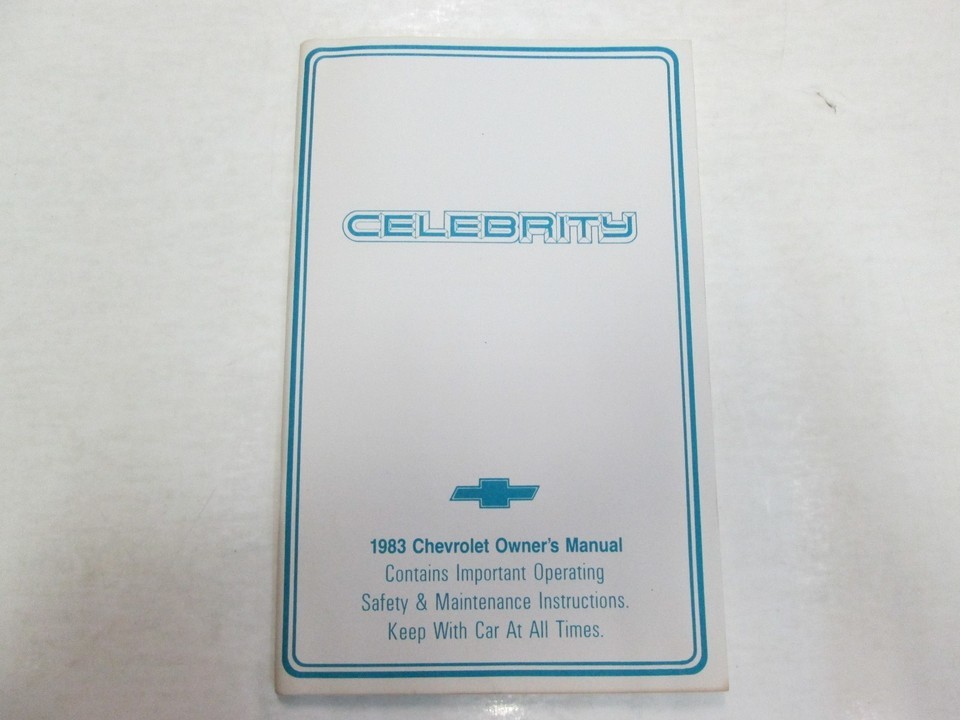 CELEBRITY
1983 Chevrolet Owner's Manual
Contains Important Operating
Safety & Maintenance Instructions.
Keep With Car At All Times.